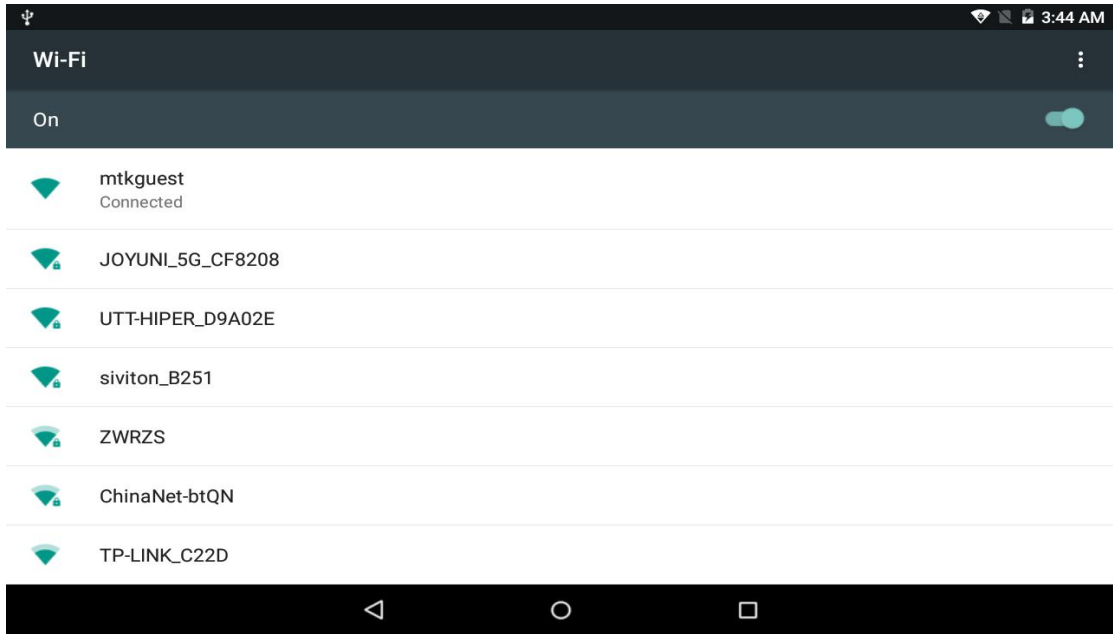 3:44 AM
Wi-Fi
On
mtkguest
Connected
JOYUNI_5G_CF8208
UTT-HIPER_D9A02E
siviton_B251
ZWRZS
ChinaNet-btQN
TP-LINK_C22D